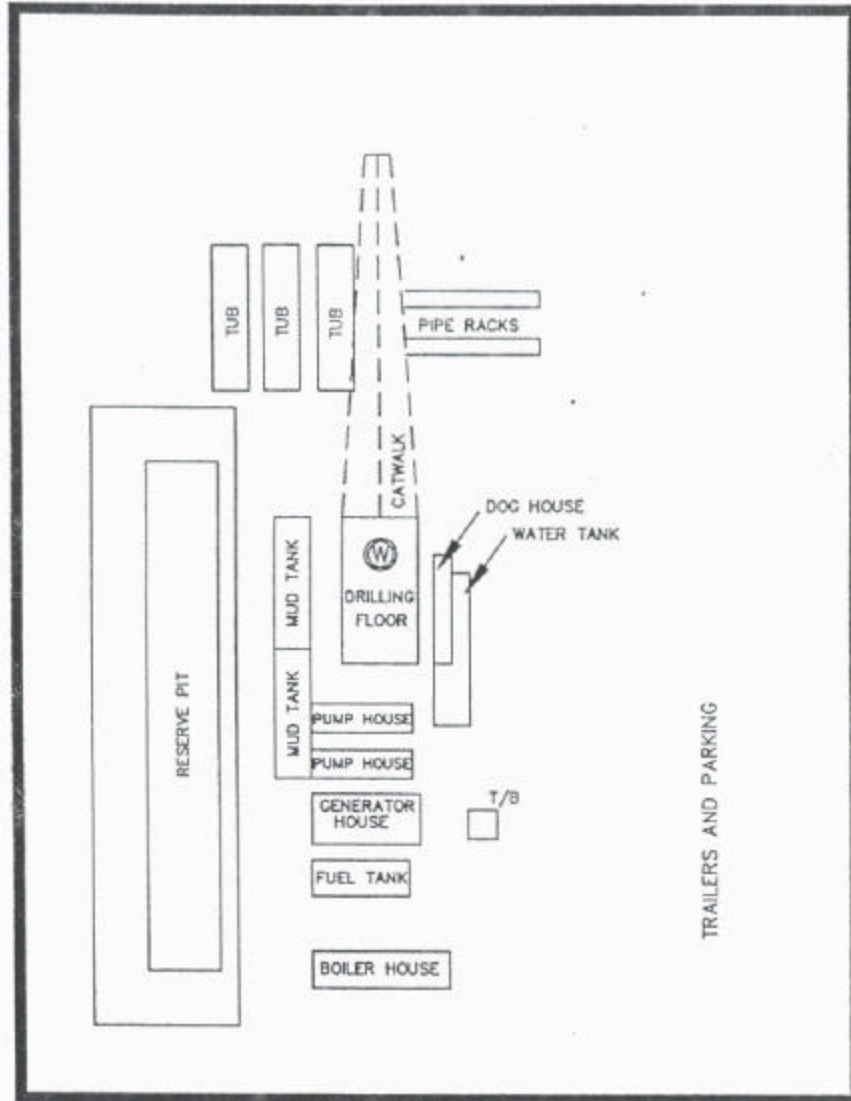 TUB
TUB
TUB
PIPE RACKS
CATWALK
DOG HOUSE
WATER TANK
W
DRILLING
FLOOR
MUD TANK
MUD TANK
RESERVE PIT
PUMP HOUSE
PUMP HOUSE
GENERATOR
HOUSE
T/B
FUEL TANK
BOILER HOUSE
TRAILERS AND PARKING